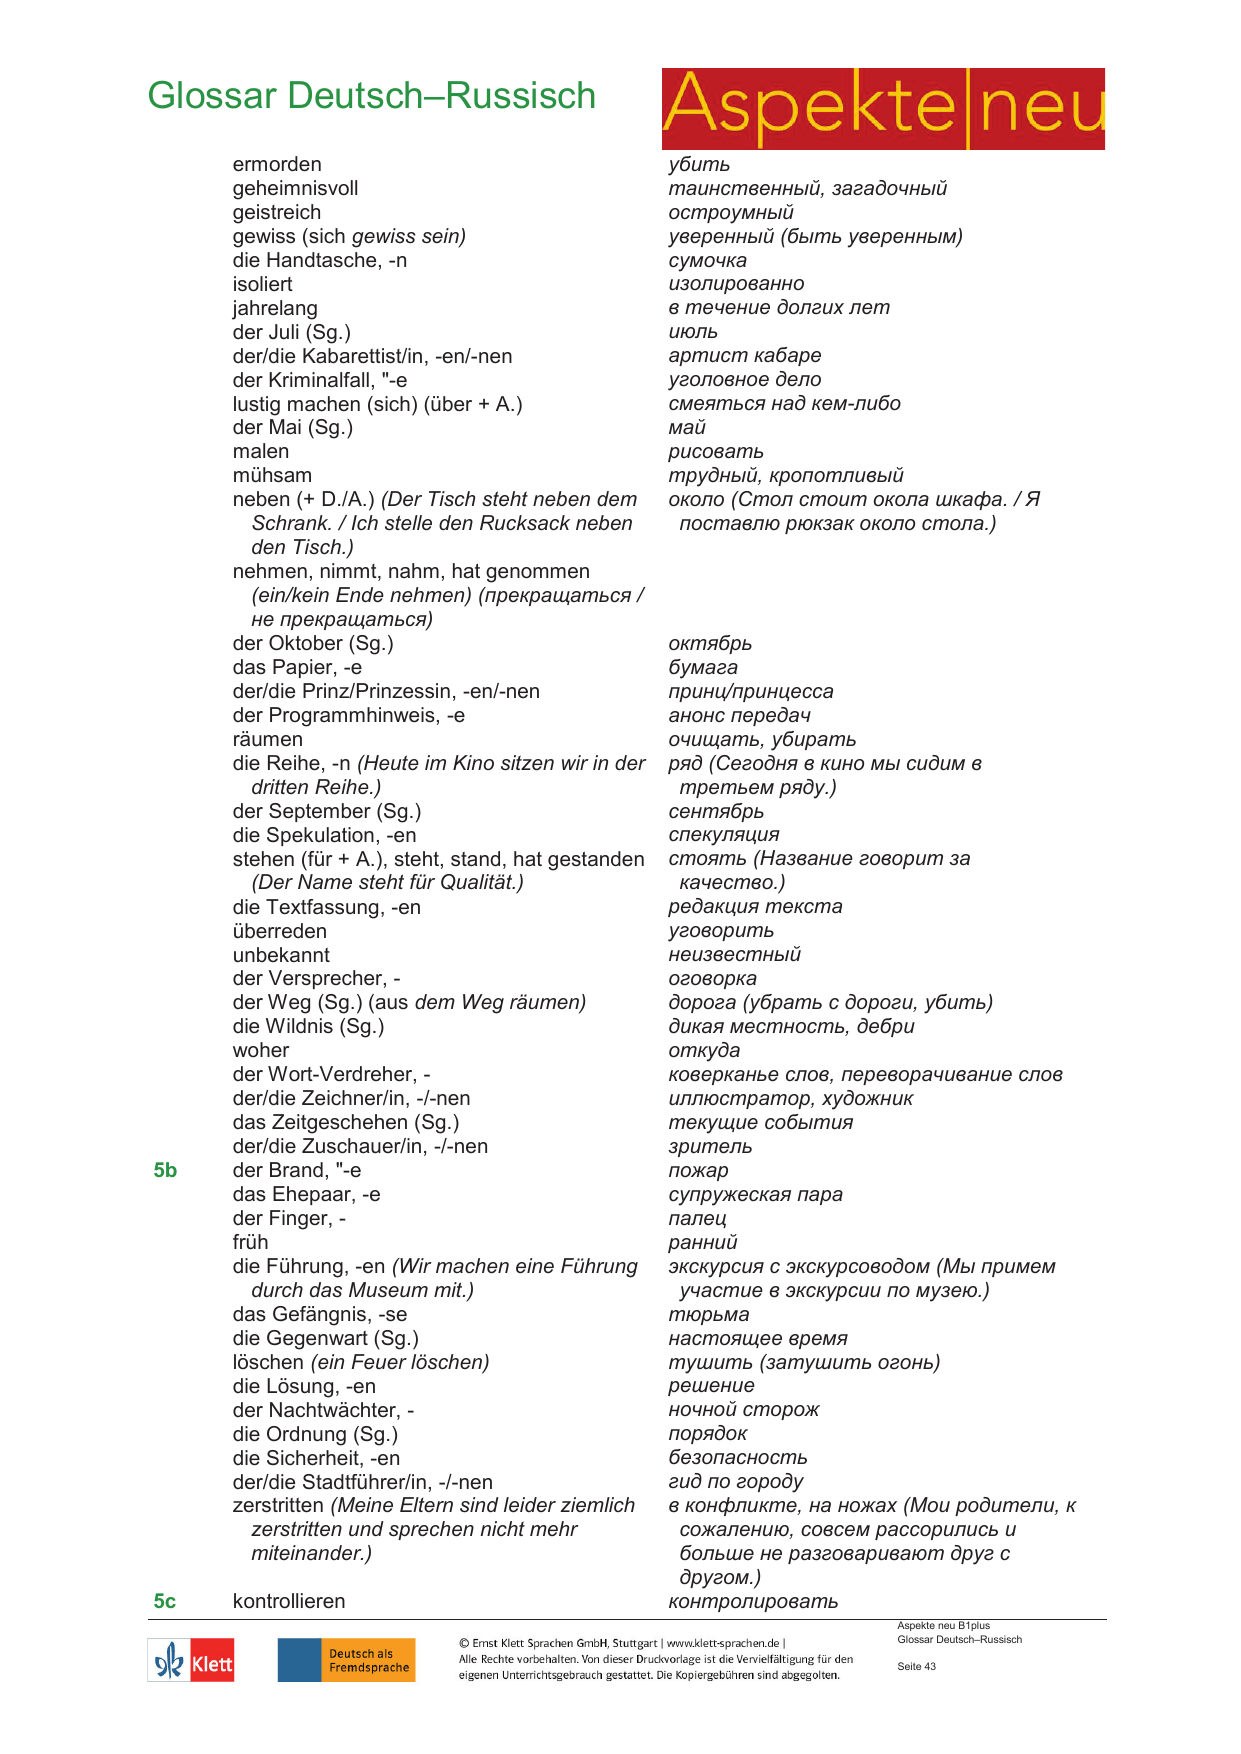 Glossar Deutsch–Russisch
Aspekte|neu
ermorden убить
geheimnisvoll таинственный, загадочный
geistreich остроумный
gewiss (sich gewiss sein) уверенный (быть уверенным)
die Handtasche, -n сумочка
isoliert изолированно
jahrelang в течение долгих лет
der Juli (Sg.) июль
der/die Kabarettist/in, -en/-nen артист кабаре
der Kriminalfall, "-e уголовное дело
lustig machen (sich) (über + A.) смеяться над кем-либо
der Mai (Sg.) май
malen рисовать
mühsam трудный, кропотливый
neben (+ D./A.) (Der Tisch steht neben dem около (Стол стоит окола шкафа. / Я
Schrank. / Ich stelle den Rucksack neben поставлю рюкзак около стола.)
den Tisch.)
nehmen, nimmt, nahm, hat genommen
(ein/kein Ende nehmen) (прекращаться /
не прекращаться)
der Oktober (Sg.) октябрь
das Papier, -e бумага
der/die Prinz/Prinzessin, -en/-nen принц/принцесса
der Programmhinweis, -e анонс передач
räumen очищать, убирать
die Reihe, -n (Heute im Kino sitzen wir in der ряд (Сегодня в кино мы сидим в
dritten Reihe.) третьем ряду.)
der September (Sg.) сентябрь
die Spekulation, -en спекуляция
stehen (für + A.), steht, stand, hat gestanden стоять (Название говорит за
(Der Name steht für Qualität.) качество.)
die Textfassung, -en редакция текста
überreden уговорить
unbekannt неизвестный
der Versprecher, - оговорка
der Weg (Sg.) (aus dem Weg räumen) дорога (убрать с дороги, убить)
die Wildnis (Sg.) дикая местность, дебри
woher откуда
der Wort-Verdreher, - коверканье слов, переворачивание слов
der/die Zeichner/in, -/-nen иллюстратор, художник
das Zeitgeschehen (Sg.) текущие события
der/die Zuschauer/in, -/-nen зритель
5b der Brand, "-e пожар
das Ehepaar, -e супружеская пара
der Finger, - палец
früh ранний
die Führung, -en (Wir machen eine Führung экскурсия с экскурсоводом (Мы примем
durch das Museum mit.) участие в экскурсии по музею.)
das Gefängnis, -se тюрьма
die Gegenwart (Sg.) настоящее время
löschen (ein Feuer löschen) тушить (затушить огонь)
die Lösung, -en решение
der Nachtwächter, - ночной сторож
die Ordnung (Sg.) порядок
die Sicherheit, -en безопасность
der/die Stadtführer/in, -/-nen гид по городу
zerstritten (Meine Eltern sind leider ziemlich в конфликте, на ножах (Мои родители, к
zerstritten und sprechen nicht mehr сожалению, совсем рассорились и
miteinander.) больше не разговаривают друг с
другом.)
5c kontrollieren контролировать
Klett
Deutsch als
Fremdsprache
© Ernst Klett Sprachen GmbH, Stuttgart | www.klett-sprachen.de |
Alle Rechte vorbehalten. Von dieser Druckvorlage ist die Vervielfältigung für den
eigenen Unterrichtsgebrauch gestattet. Die Kopiergebühren sind abgegolten.
Aspekte neu B1plus
Glossar Deutsch–Russisch
Seite 43